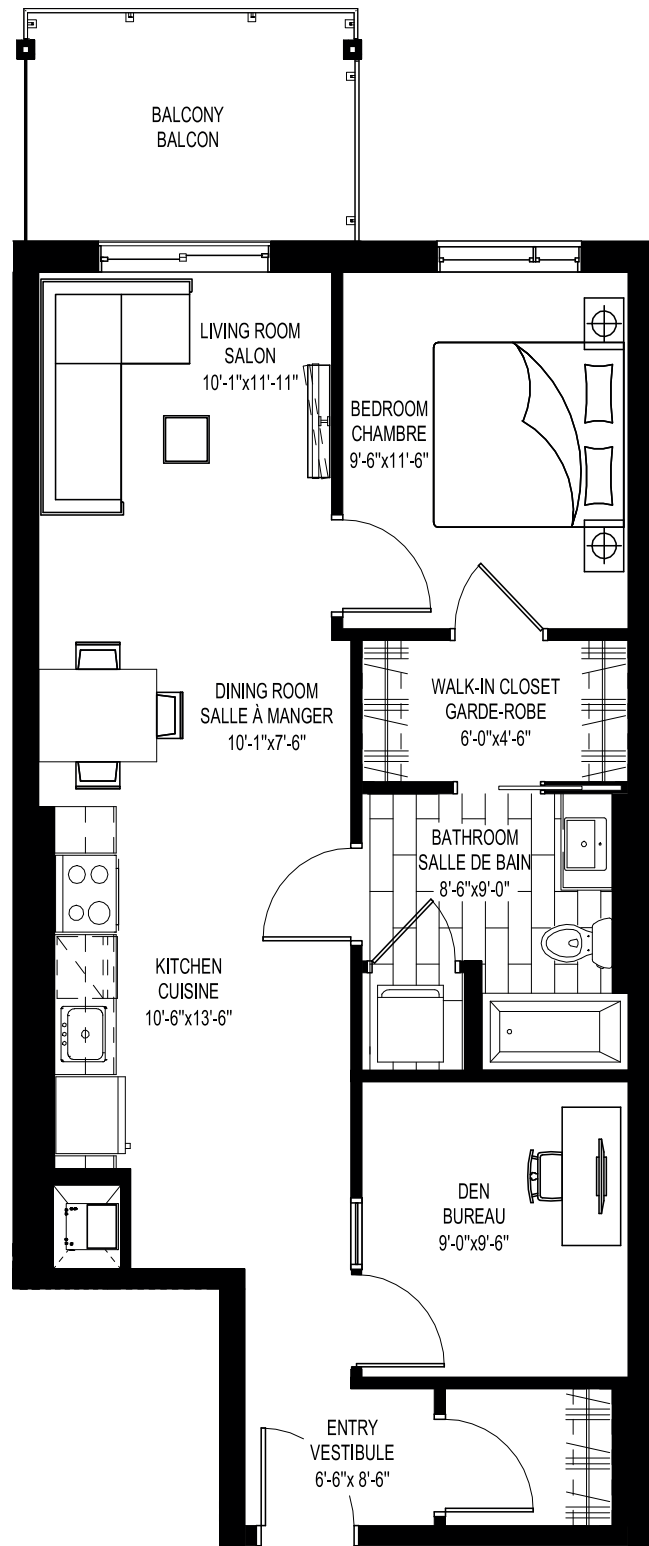 BALCONY
BALCON
LIVING ROOM
SALON
10'-1"x11'-11"
BEDROOM
CHAMBRE
9'-6"x11'-6"
DINING ROOM
SALLE À MANGER
10'-1"x7'-6"
WALK-IN CLOSET
GARDE-ROBE
6'-0"x4'-6"
BATHROOM
SALLE DE BAIN
8'-6"x9'-0"
KITCHEN
CUISINE
10'-6"x13'-6"
DEN
BUREAU
9'-0"x9'-6"
ENTRY
VESTIBULE
6'-6"x 8'-6"